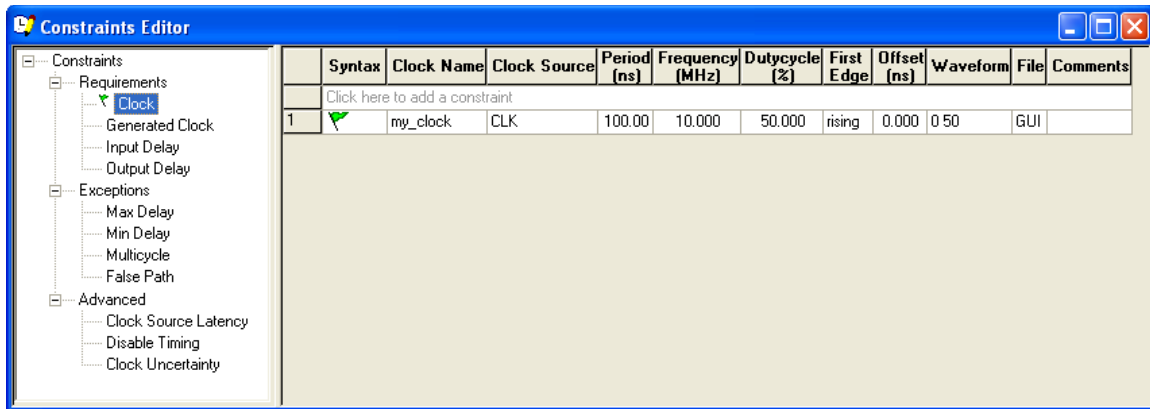 Constraints Editor
Constraints
Requirements
Clock
Generated Clock
Input Delay
Output Delay
Exceptions
Max Delay
Min Delay
Multicycle
False Path
Advanced
Clock Source Latency
Disable Timing
Clock Uncertainty
Syntax Clock Name Clock Source Period (ns) Frequency (MHz) Dutycycle (%) First Edge Offset (ns) Waveform File Comments
Click here to add a constraint
1 my_clock CLK 100.00 10.000 50.000 rising 0.000 0 50 GUI